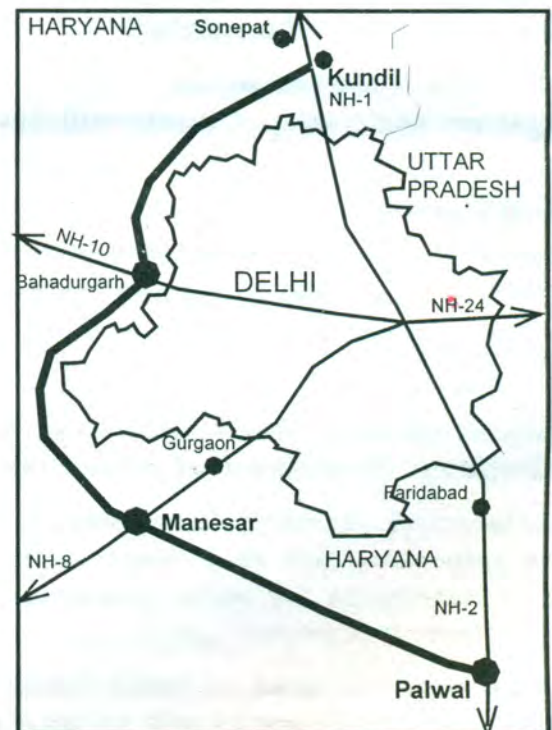 HARYANA
Sonepat
Kundil
NH-1
UTTAR
PRADESH
NH-10
Bahadurgarh
DELHI
NH-24
Gurgaon
Faridabad
Manesar
HARYANA
NH-8
NH-2
Palwal